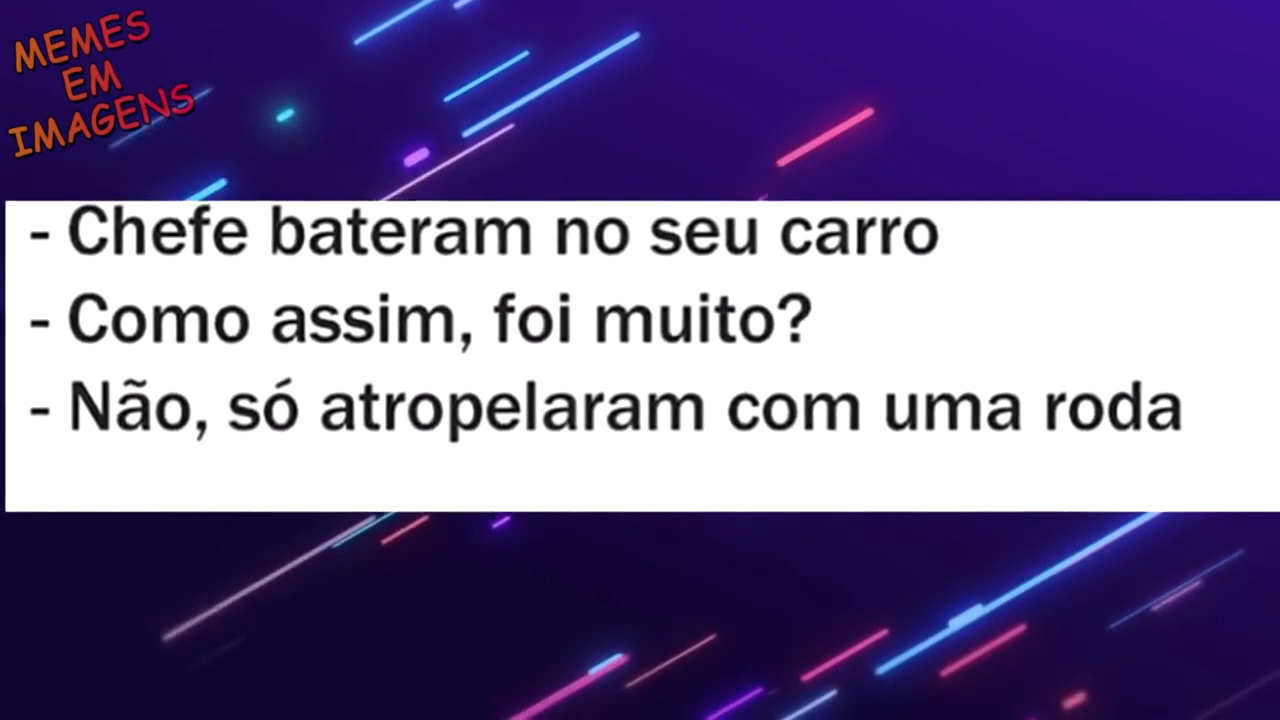 MEMES
EM
IMAGENS
- Chefe bateram no seu carro
- Como assim, foi muito?
- Não, só atropelaram com uma roda